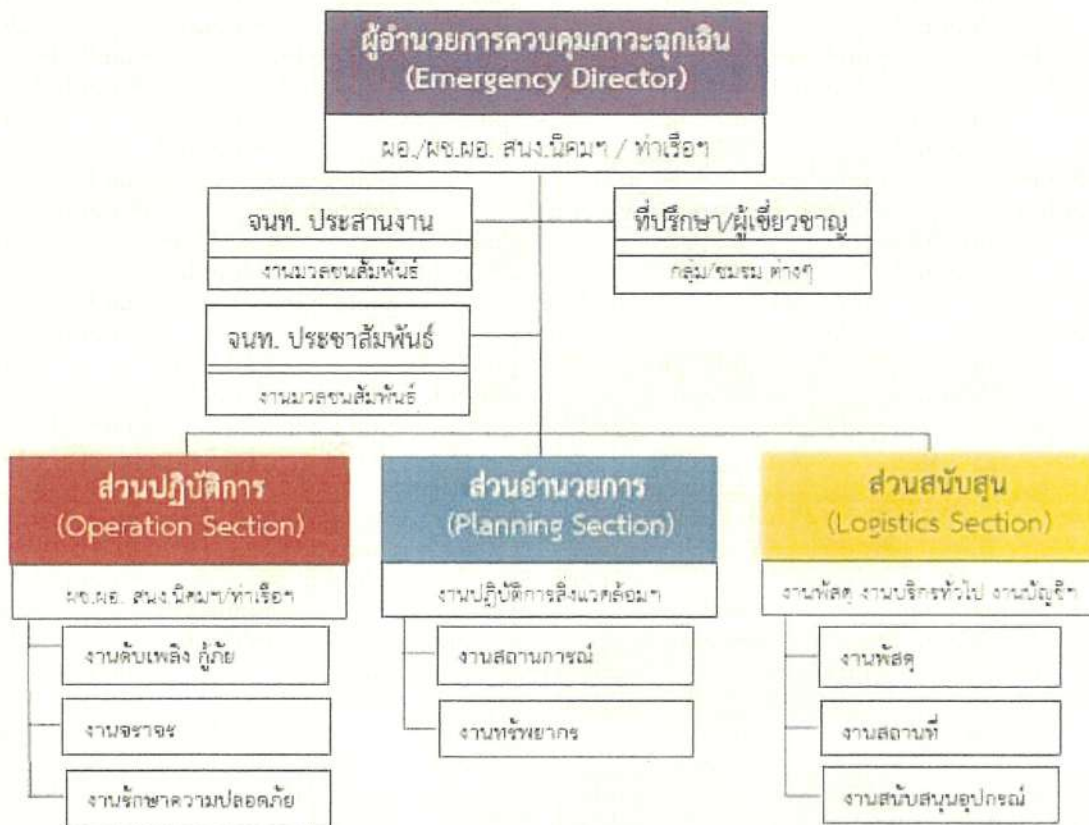 ผู้อำนวยการควบคุมภาวะฉุกเฉิน
(Emergency Director)
ผอ./ผช.ผอ. สนง.นิคมฯ / ท่าเรือฯ
จนท. ประสานงาน
งานมวลชนสัมพันธ์
ที่ปรึกษา/ผู้เชี่ยวชาญ
กลุ่ม/ชมรม ต่างๆ
จนท. ประชาสัมพันธ์
งานมวลชนสัมพันธ์
ส่วนปฏิบัติการ
(Operation Section)
ผช.ผอ. สนง.นิคมฯ/ท่าเรือฯ
งานดับเพลิง กู้ภัย
งานจราจร
งานรักษาความปลอดภัย
ส่วนอำนวยการ
(Planning Section)
งานปฏิบัติการสิ่งแวดล้อมฯ
งานสถานการณ์
งานทรัพยากร
ส่วนสนับสุน
(Logistics Section)
งานพัสดุ งานบริการทั่วไป งานบัญชีฯ
งานพัสดุ
งานสถานที่
งานสนับสนุนอุปกรณ์